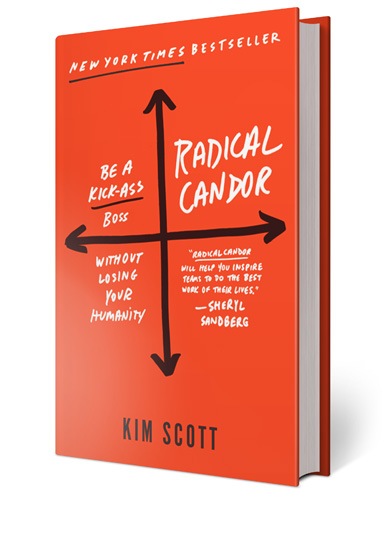 NEW YORK TIMES BESTSELLER
RADICAL
CANDOR
BE A
KICK-ASS
BOSS
WITHOUT
LOSING
YOUR
HUMANITY
"RADICAL CANDOR
WILL HELP YOU INSPIRE
TEAMS TO DO THE BEST
WORK OF THEIR LIVES."
—SHERYL
SANDBERG
KIM SCOTT